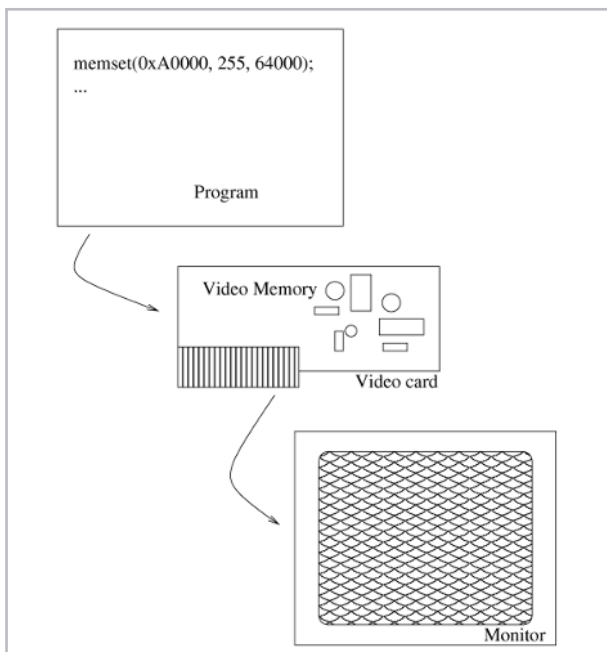 memset(0xA0000, 255, 64000);
...
Program
Video Memory
Video card
Monitor